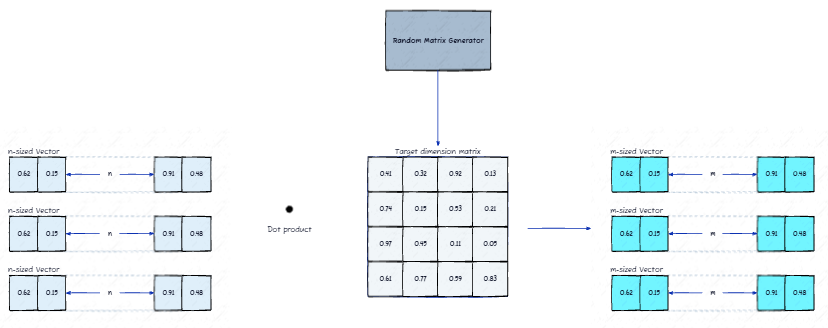 Random Matrix Generator
Target dimension matrix
n-sized Vector
0.62 0.15 n 0.91 0.48
n-sized Vector
0.62 0.15 n 0.91 0.48
n-sized Vector
0.62 0.15 n 0.91 0.48
Dot product
0.41 0.32 0.92 0.13
0.74 0.15 0.53 0.21
0.97 0.45 0.11 0.05
0.61 0.77 0.59 0.83
m-sized Vector
0.62 0.15 m 0.91 0.48
m-sized Vector
0.62 0.15 m 0.91 0.48
m-sized Vector
0.62 0.15 m 0.91 0.48